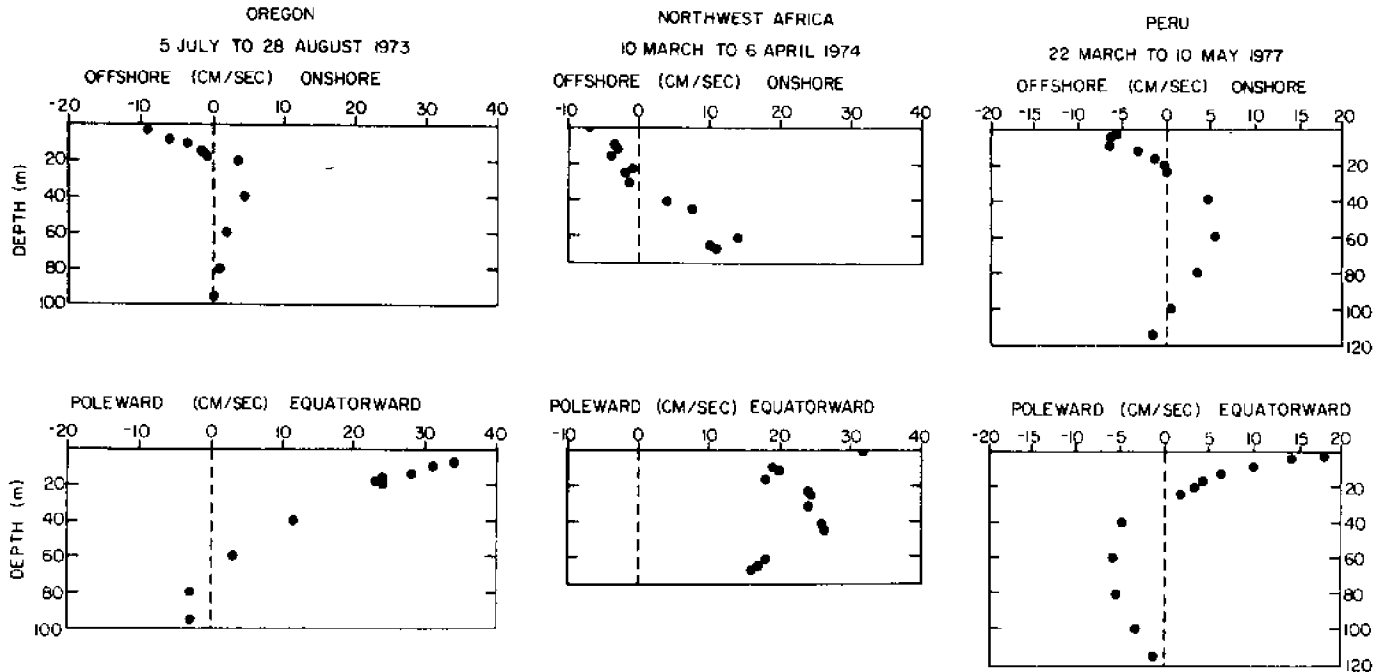 OREGON
5 JULY TO 28 AUGUST 1973
OFFSHORE (CM/SEC) ONSHORE
-20 -10 0 10 20 30 40
DEPTH (m)
20
40
60
80
100
NORTHWEST AFRICA
10 MARCH TO 6 APRIL 1974
OFFSHORE (CM/SEC) ONSHORE
-10 0 10 20 30 40
PERU
22 MARCH TO 10 MAY 1977
OFFSHORE (CM/SEC) ONSHORE
-20 -15 -10 -5 0 5 10 15 20
20
40
60
80
100
120
POLEWARD (CM/SEC) EQUATORWARD
-20 -10 0 10 20 30 40
DEPTH (m)
20
40
60
80
100
POLEWARD (CM/SEC) EQUATORWARD
-10 0 10 20 30 40
POLEWARD (CM/SEC) EQUATORWARD
-20 -15 -10 -5 0 5 10 15 20
20
40
60
80
100
120